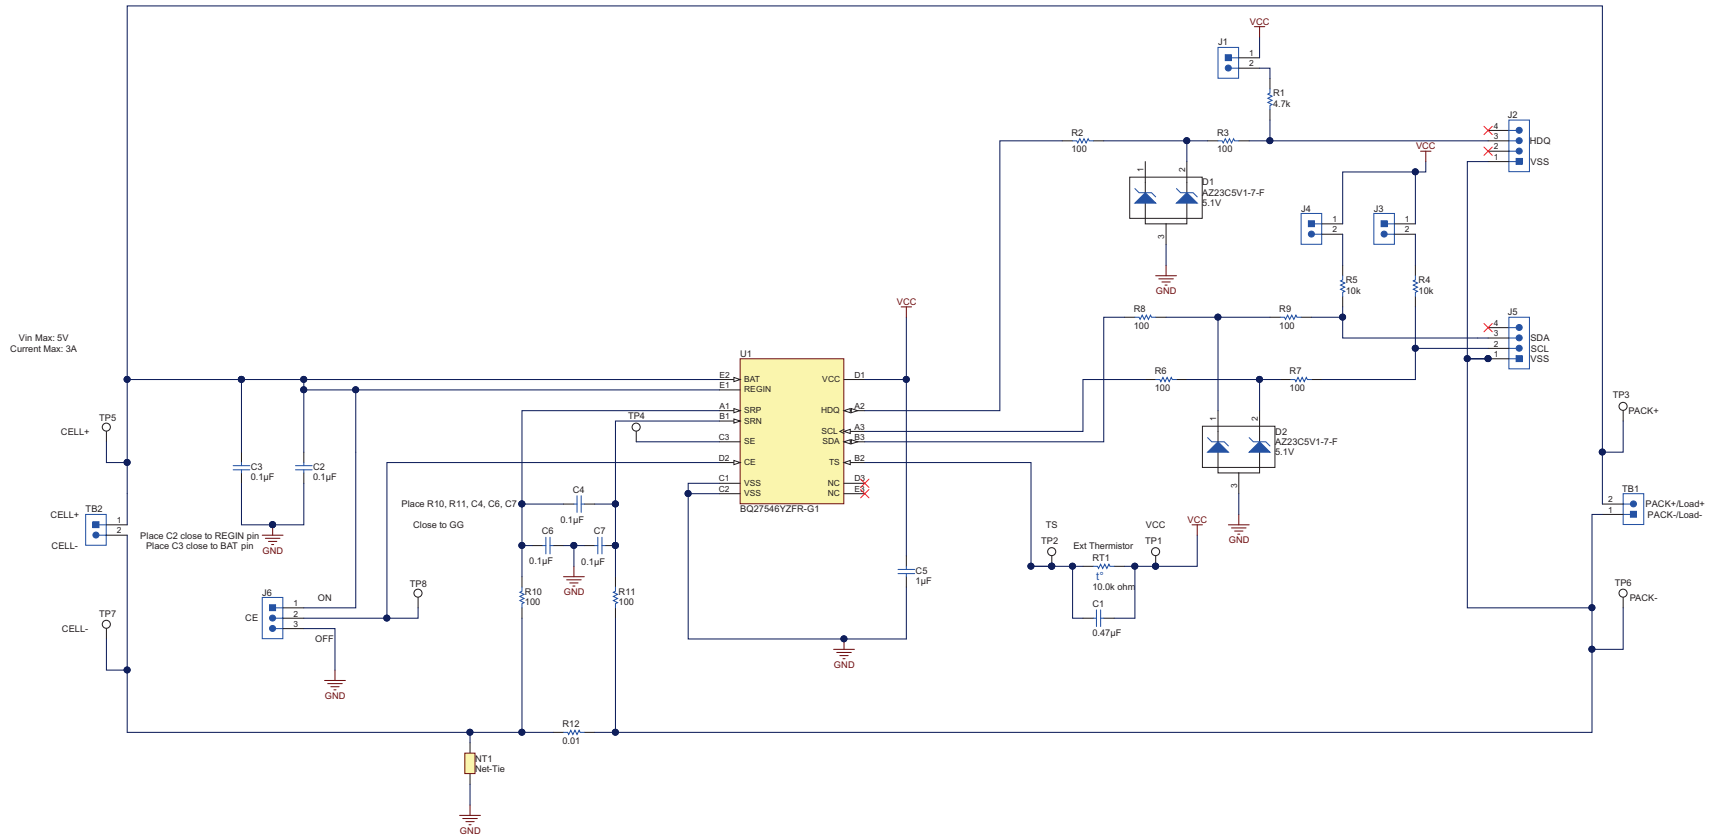 VCC
J1
1
2
R1
4.7k
J2
4
3
HDQ
2
1
VSS
R2
100
R3
100
VCC
1
2
D1
AZ23C5V1-7-F
5.1V
3
GND
J4
1
2
J3
1
2
R5
10k
R4
10k
VCC
R8
100
R9
100
J5
4
3
SDA
2
SCL
1
VSS
Vin Max: 5V
Current Max: 3A
U1
E2
BAT
VCC
D1
E1
REGIN
A1
SRP
HDQ
A2
B1
SRN
SCL
A3
C3
SE
SDA
B3
D2
CE
TS
B2
C1
VSS
NC
D3
C2
VSS
NC
E3
BQ27546YZFR-G1
R6
100
R7
100
1
2
D2
AZ23C5V1-7-F
5.1V
3
GND
TP3
PACK+
TP5
CELL+
TP4
C3
0.1µF
C2
0.1µF
TB2
CELL+
1
2
CELL-
Place C2 close to REGIN pin
Place C3 close to BAT pin
GND
Place R10, R11, C4, C6, C7
Close to GG
C4
0.1µF
C6
0.1µF
C7
0.1µF
GND
R10
100
R11
100
TB1
2
PACK+/Load+
1
PACK-/Load-
TS
TP2
Ext Thermistor
RT1
t°
10.0k ohm
VCC
TP1
VCC
C1
0.47µF
C5
1µF
GND
TP8
J6
CE
1
ON
2
3
OFF
GND
TP7
CELL-
TP6
PACK-
R12
0.01
NT1
Net-Tie
GND